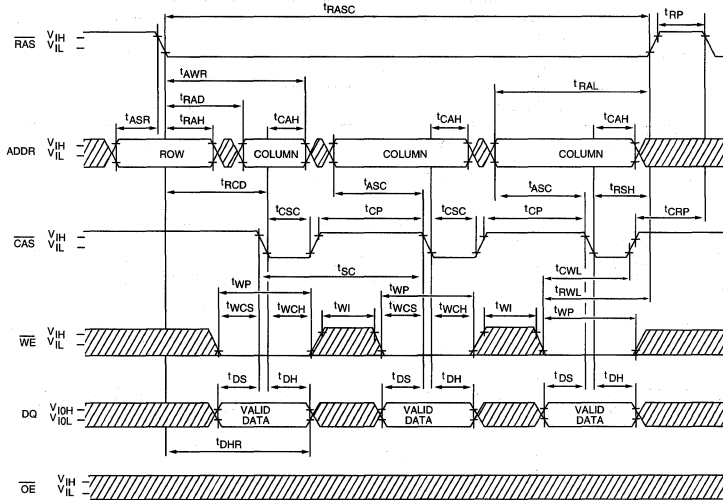 tRASC
tRP
RAS VIH
VIL
tAWR
tRAD
tRAL
tASR
tRAH
tCAH
tCAH
tCAH
ADDR VIH
VIL
ROW
COLUMN
COLUMN
COLUMN
tRCD
tASC
tASC
tRSH
tCSC
tCP
tCSC
tCP
tCRP
CAS VIH
VIL
tSC
tCWL
tWP
tWP
tRWL
tWCS
tWCH
tWI
tWCS
tWCH
tWI
tWP
WE VIH
VIL
tDS
tDH
tDS
tDH
tDS
tDH
DQ VIOH
VIOL
VALID
DATA
VALID
DATA
VALID
DATA
tDHR
OE VIH
VIL